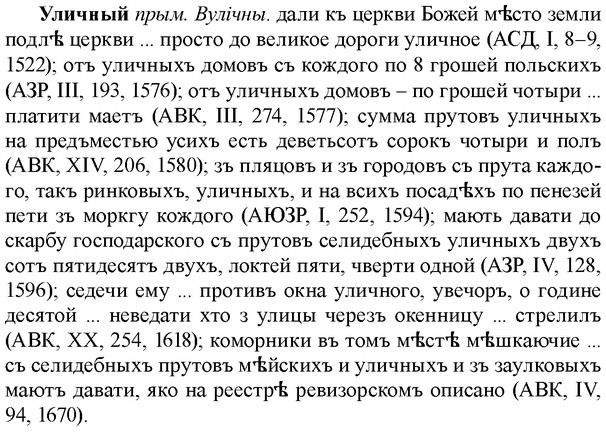 Уличный прым. Вулічны. дали къ церкви Божей мѣсто земли
подлѣ церкви ... просто до великое дороги уличное (АСД, I, 8–9,
1522); отъ уличныхъ домовъ съ кождого по 8 грошей польскихъ
(АЗР, III, 193, 1576); отъ уличныхъ домовъ – по грошей чотыри ...
платити маетъ (АВК, III, 274, 1577); сумма прутовъ уличныхъ
на предъместью усихъ есть деветьсотъ сорокъ чотыри и полъ
(АВК, XIV, 206, 1580); зъ пляцовъ и зъ городовъ съ прута каждо-
го, такъ ринковыхъ, уличныхъ, и на всихъ посадѣхъ по пенезей
пети зъ моркгу кождого (АЮЗР, I, 252, 1594); мають давати до
скарбу господарского съ прутовъ селидебныхъ уличныхъ двухъ
сотъ пятидесятъ двухъ, локтей пяти, чверти одной (АЗР, IV, 128,
1596); седечи ему ... противъ окна уличного, увечоръ, о године
десятой ... неведати хто з улицы черезъ окенницу ... стрелилъ
(АВК, XX, 254, 1618); коморники въ томъ мѣстѣ мѣшкаючие ...
съ селидебныхъ прутовъ мѣйскихъ и уличныхъ и зъ заулковыхъ
маютъ давати, яко на реестрѣ ревизорскомъ описано (АВК, IV,
94, 1670).